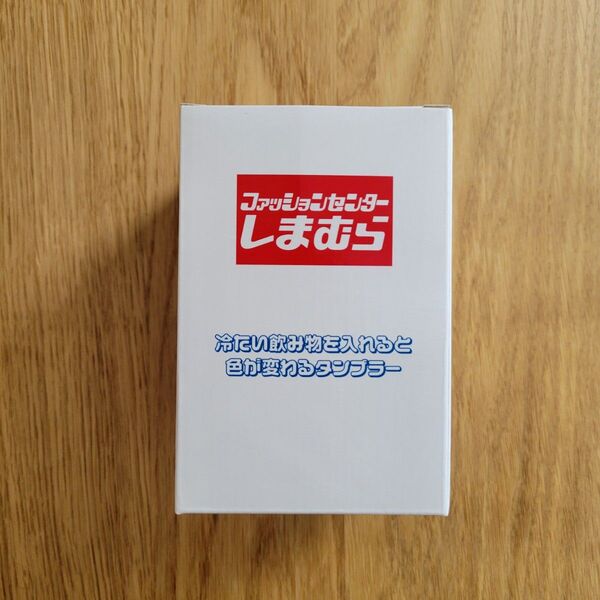 ファッションセンター
しまむら
冷たい飲み物を入れると
色が変わるタンブラー